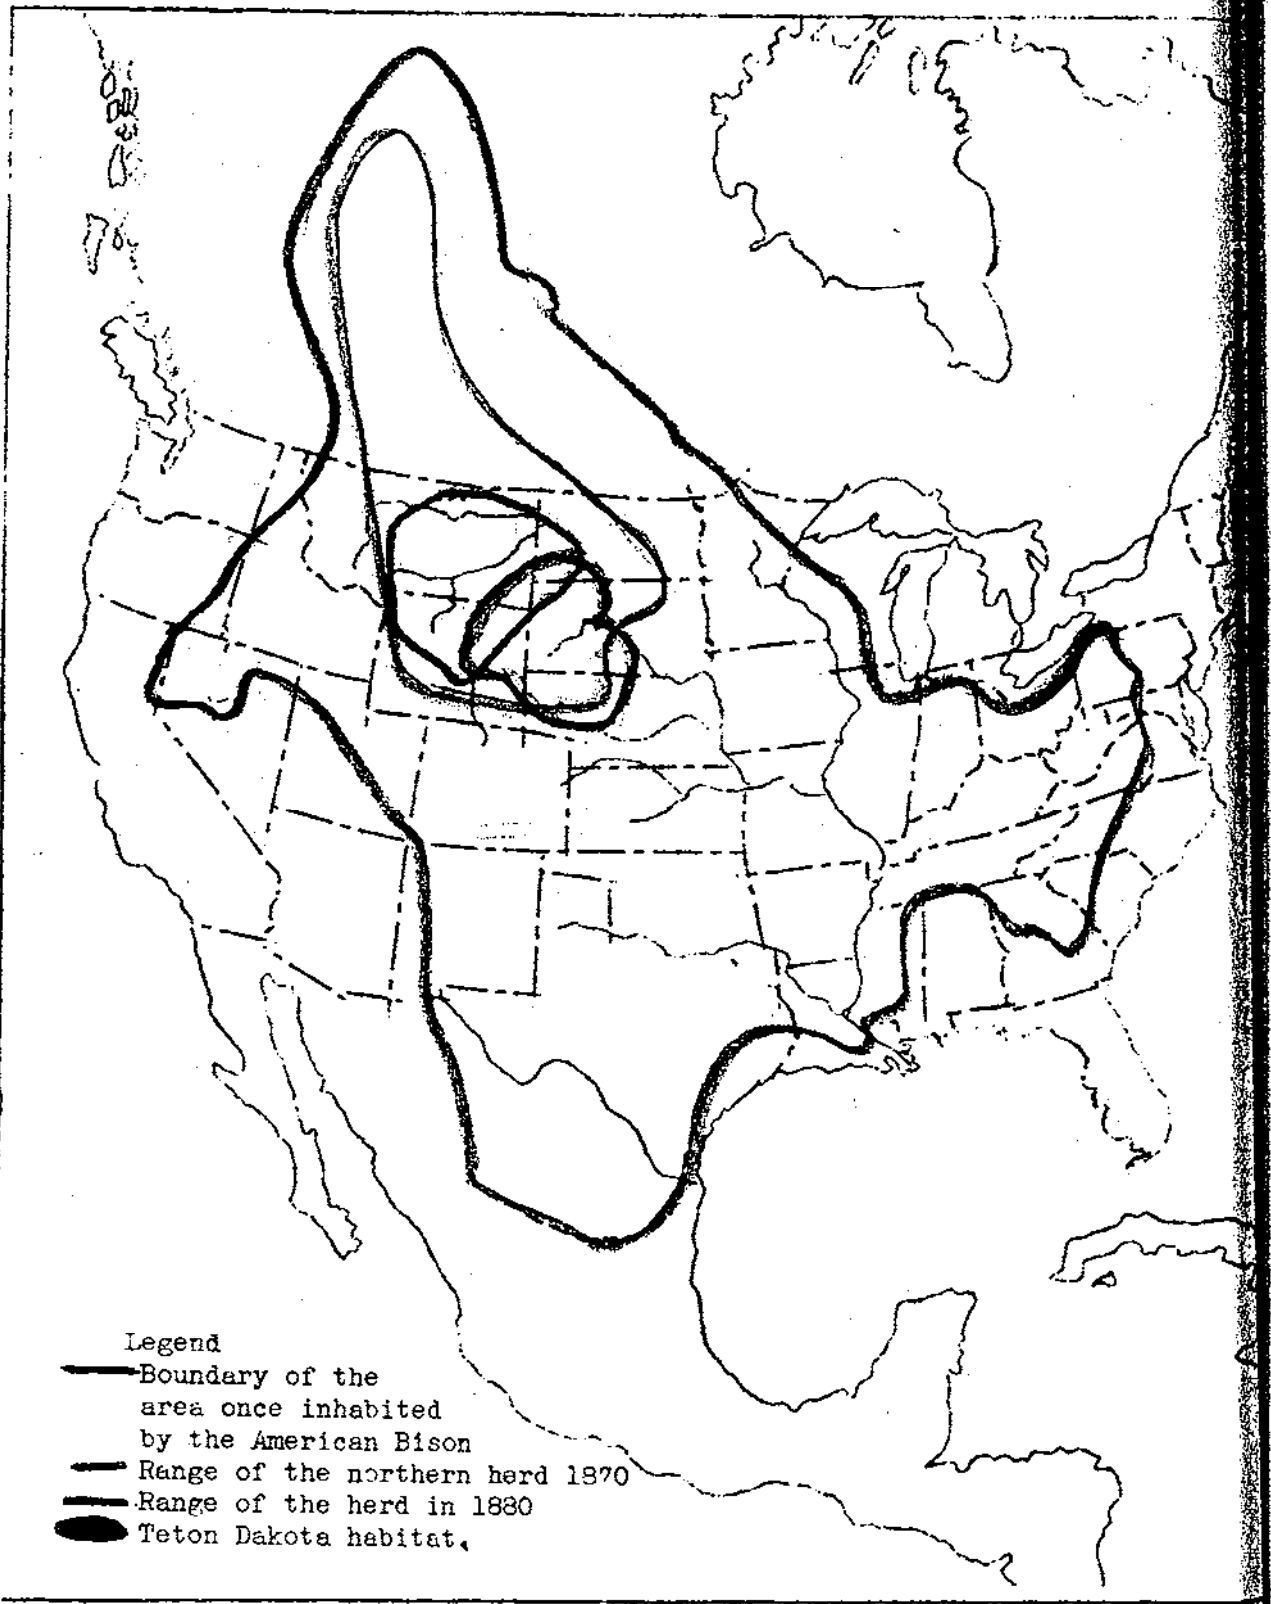 Legend
Boundary of the
area once inhabited
by the American Bison
Range of the northern herd 1870
Range of the herd in 1880
Teton Dakota habitat.